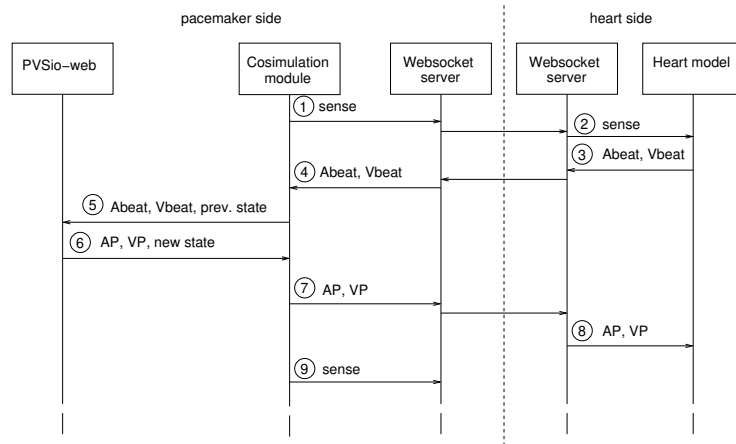 pacemaker side
heart side
PVSio−web
Cosimulation
module
Websocket
server
Websocket
server
Heart model
1 sense
2 sense
3 Abeat, Vbeat
4 Abeat, Vbeat
5 Abeat, Vbeat, prev. state
6 AP, VP, new state
7 AP, VP
8 AP, VP
9 sense